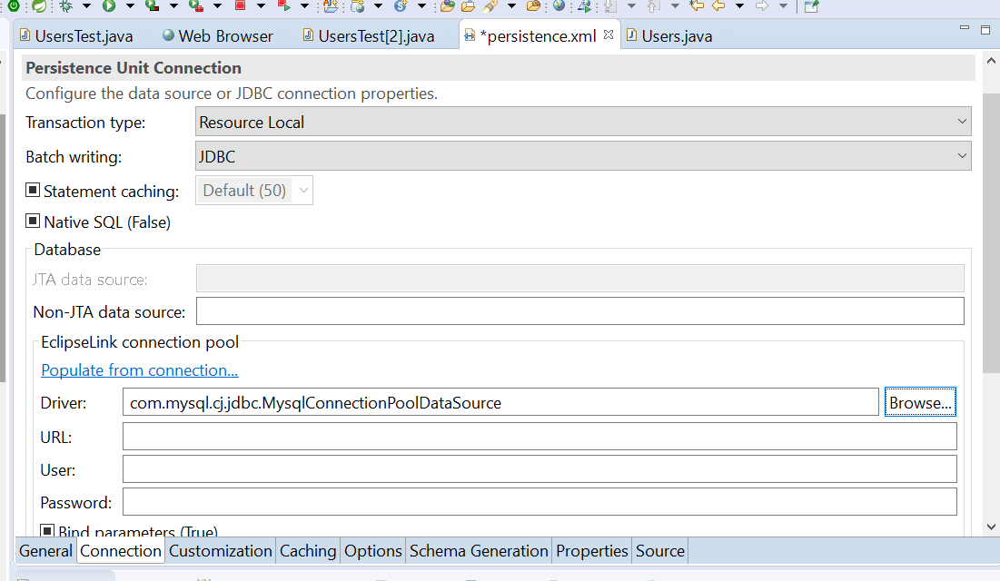 UsersTest.java Web Browser UsersTest[2].java *persistence.xml Users.java
Persistence Unit Connection
Configure the data source or JDBC connection properties.
Transaction type: Resource Local
Batch writing: JDBC
Statement caching: Default (50)
Native SQL (False)
Database
JTA data source:
Non-JTA data source:
EclipseLink connection pool
Populate from connection...
Driver: com.mysql.cj.jdbc.MysqlConnectionPoolDataSource Browse...
URL:
User:
Password:
Bind parameters (True)
General Connection Customization Caching Options Schema Generation Properties Source